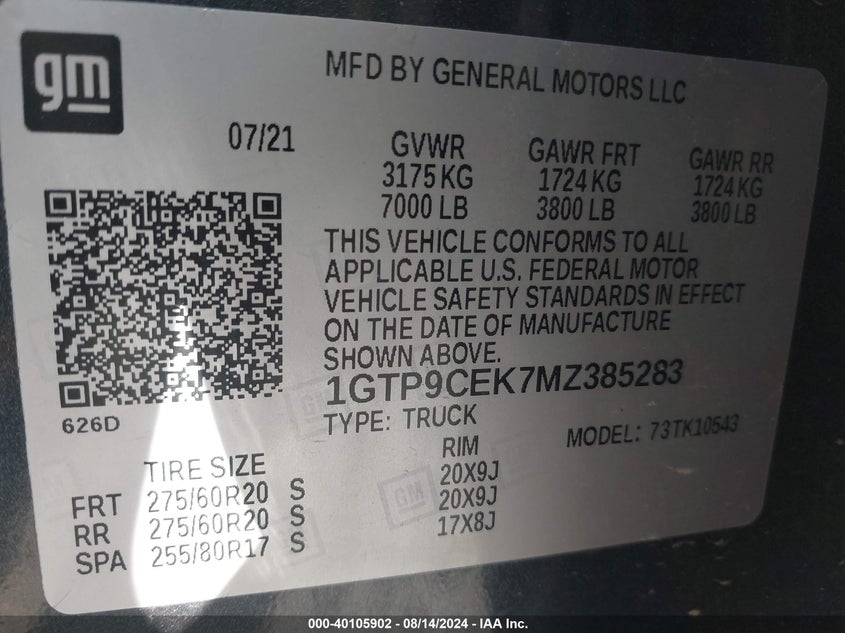 gm
MFD BY GENERAL MOTORS LLC
07/21
GVWR GAWR FRT GAWR RR
3175 KG 1724 KG 1724 KG
7000 LB 3800 LB 3800 LB
THIS VEHICLE CONFORMS TO ALL
APPLICABLE U.S. FEDERAL MOTOR
VEHICLE SAFETY STANDARDS IN EFFECT
ON THE DATE OF MANUFACTURE
SHOWN ABOVE.
1GTP9CEK7MZ385283
626D
TYPE: TRUCK MODEL: 73TK10543
TIRE SIZE RIM
FRT 275/60R20 S 20X9J
RR 275/60R20 S 20X9J
SPA 255/80R17 S 17X8J
GM
000-40105902 - 08/14/2024 - IAA Inc.